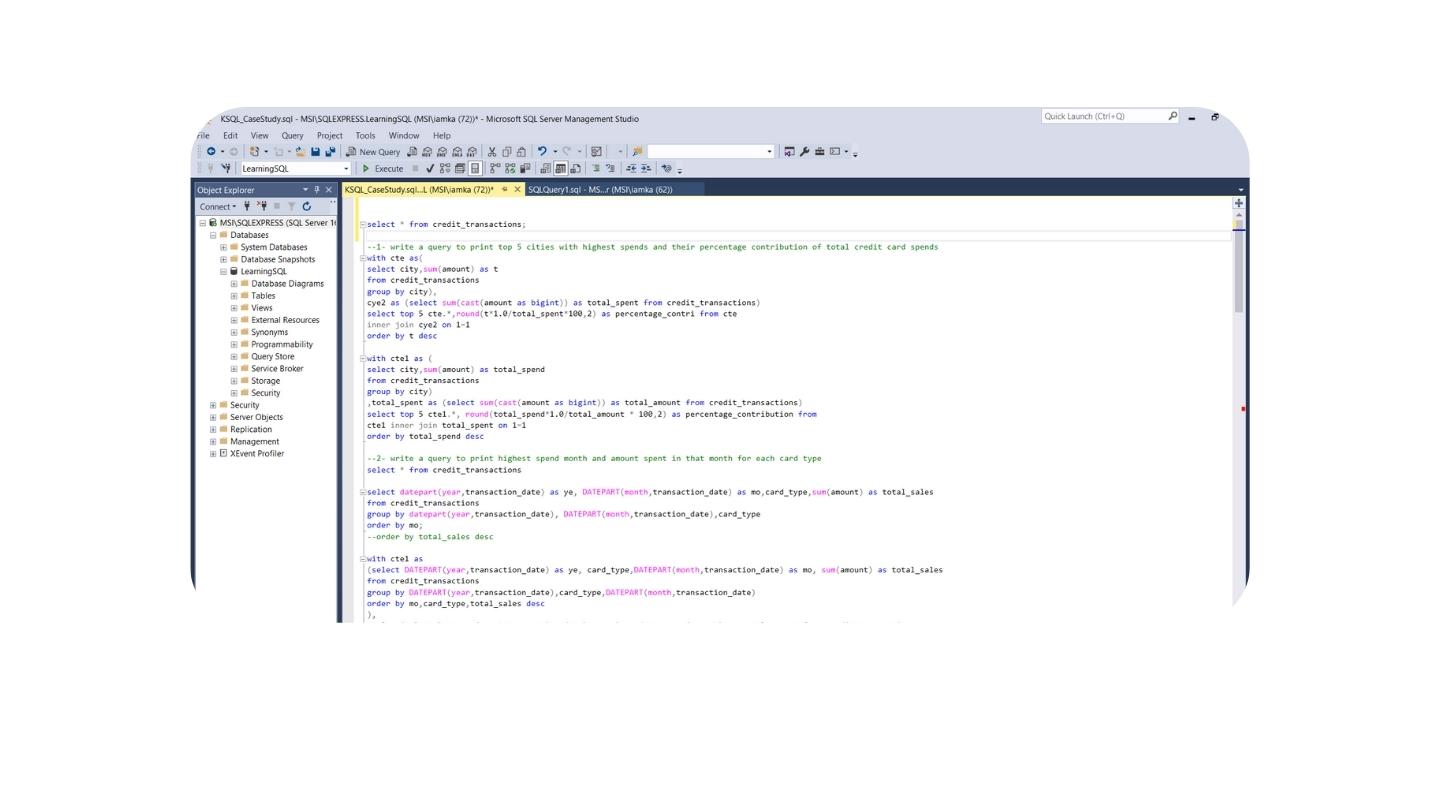 KSQL_CaseStudy.sql - MSI\SQLEXPRESS.LearningSQL (MSI\iamka (72))* - Microsoft SQL Server Management Studio
Quick Launch (Ctrl+Q)
File Edit View Query Project Tools Window Help
New Query
LearningSQL
Execute
Object Explorer
KSQL_CaseStudy.sql...L (MSI\iamka (72))*
SQLQuery1.sql - MS...r (MSI\iamka (62))
Connect
MSI\SQLEXPRESS (SQL Server 1
Databases
System Databases
Database Snapshots
LearningSQL
Database Diagrams
Tables
Views
External Resources
Synonyms
Programmability
Query Store
Service Broker
Storage
Security
Security
Server Objects
Replication
Management
XEvent Profiler
select * from credit_transactions;
--1- write a query to print top 5 cities with highest spends and their percentage contribution of total credit card spends
with cte as(
select city,sum(amount) as t
from credit_transactions
group by city),
cye2 as (select sum(cast(amount as bigint)) as total_spent from credit_transactions)
select top 5 cte.*,round(t*1.0/total_spent*100,2) as percentage_contri from cte
inner join cye2 on 1=1
order by t desc
with cte1 as (
select city,sum(amount) as total_spend
from credit_transactions
group by city)
,total_spent as (select sum(cast(amount as bigint)) as total_amount from credit_transactions)
select top 5 cte1.*, round(total_spend*1.0/total_amount * 100,2) as percentage_contribution from
cte1 inner join total_spent on 1=1
order by total_spend desc
--2- write a query to print highest spend month and amount spent in that month for each card type
select * from credit_transactions
select datepart(year,transaction_date) as ye, DATEPART(month,transaction_date) as mo,card_type,sum(amount) as total_sales
from credit_transactions
group by datepart(year,transaction_date), DATEPART(month,transaction_date),card_type
order by mo;
--order by total_sales desc
with cte1 as
(select DATEPART(year,transaction_date) as ye, card_type,DATEPART(month,transaction_date) as mo, sum(amount) as total_sales
from credit_transactions
group by DATEPART(year,transaction_date),card_type,DATEPART(month,transaction_date)
order by mo,card_type,total_sales desc
),